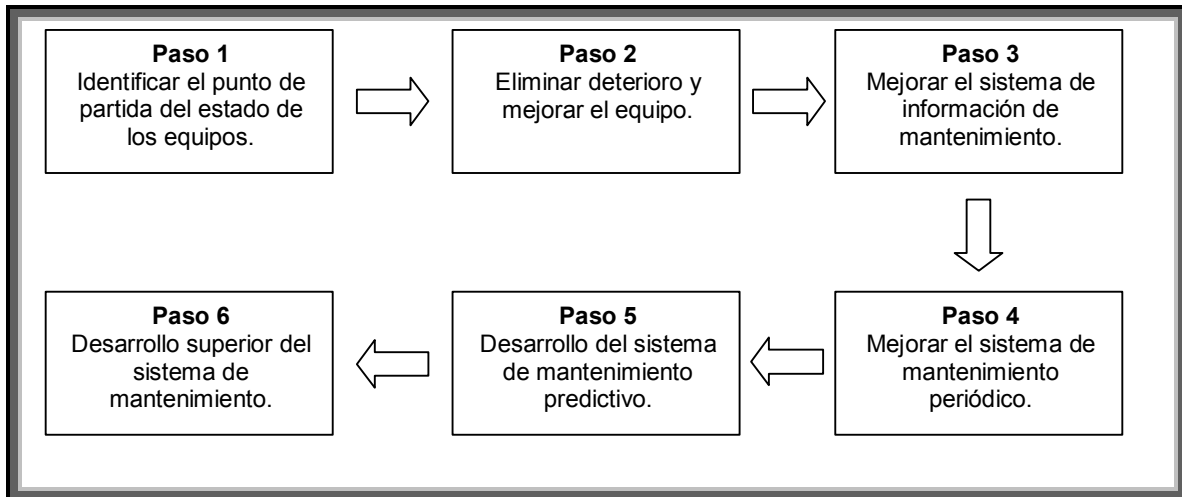 Paso 1
Identificar el punto de
partida del estado de
los equipos.
Paso 2
Eliminar deterioro y
mejorar el equipo.
Paso 3
Mejorar el sistema de
información de
mantenimiento.
Paso 4
Mejorar el sistema de
mantenimiento
periódico.
Paso 5
Desarrollo del sistema
de mantenimiento
predictivo.
Paso 6
Desarrollo superior del
sistema de
mantenimiento.